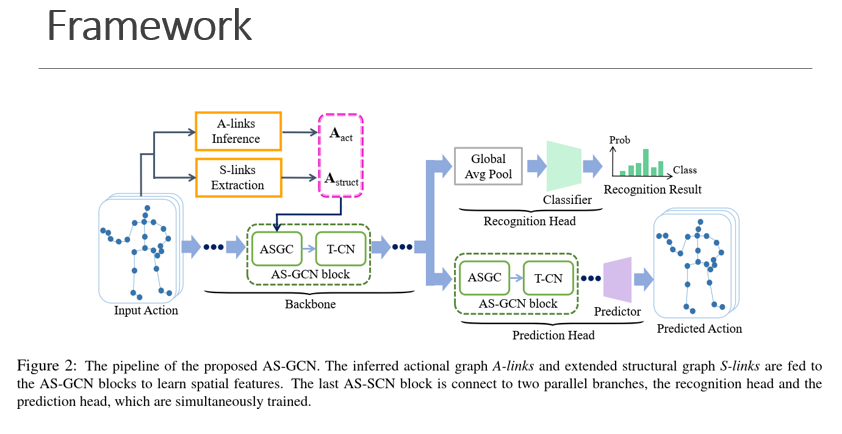 Framework
A-links
Inference
S-links
Extraction
A_act
A_struct
Input Action
ASGC
T-CN
AS-GCN block
Backbone
Global
Avg Pool
Classifier
Prob
Class
Recognition Result
Recognition Head
ASGC
T-CN
AS-GCN block
Predictor
Prediction Head
Predicted Action
Figure 2: The pipeline of the proposed AS-GCN. The inferred actional graph A-links and extended structural graph S-links are fed to
the AS-GCN blocks to learn spatial features. The last AS-SCN block is connect to two parallel branches, the recognition head and the
prediction head, which are simultaneously trained.